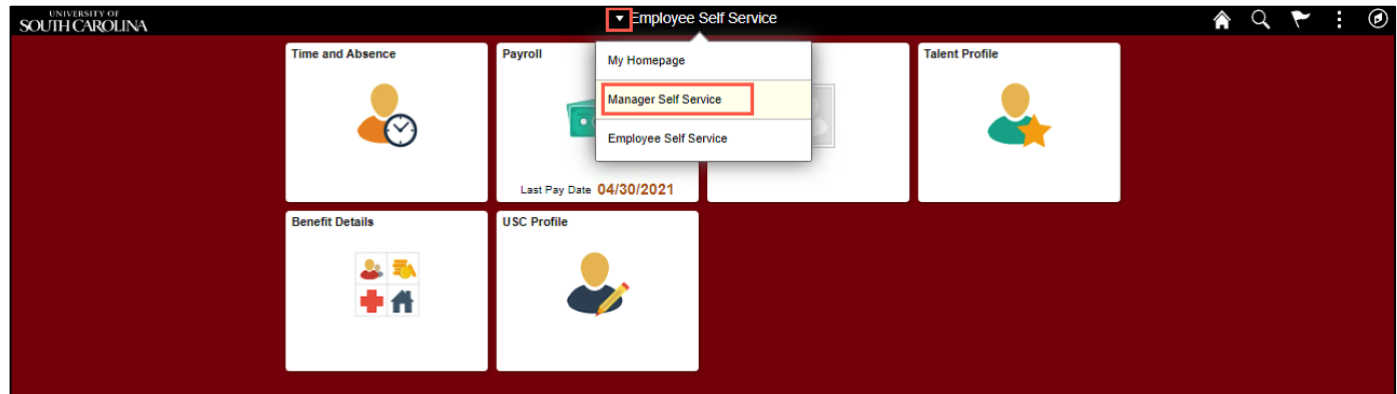 UNIVERSITY OF
SOUTH CAROLINA
Employee Self Service
My Homepage
Manager Self Service
Employee Self Service
Time and Absence
Payroll
Last Pay Date 04/30/2021
Talent Profile
Benefit Details
USC Profile